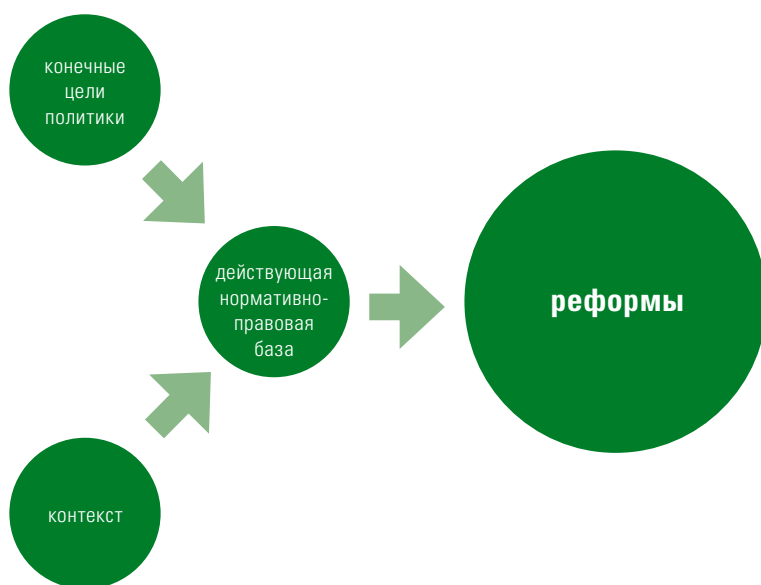 конечные
цели
политики
действующая
нормативно-
правовая
база
реформы
контекст